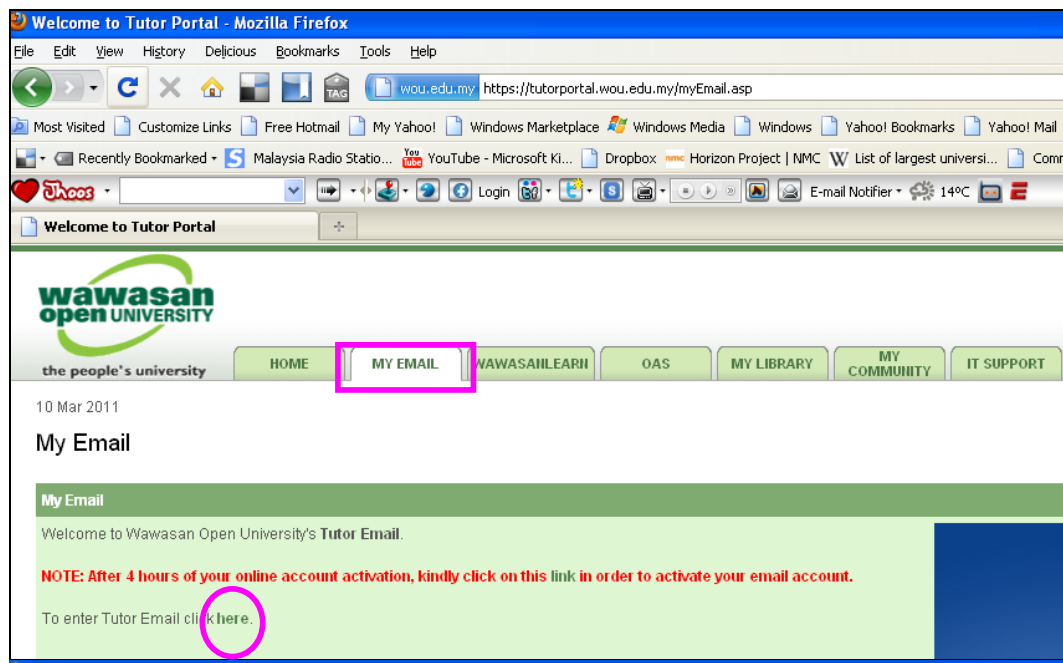 Welcome to Tutor Portal - Mozilla Firefox
File Edit View History Delicious Bookmarks Tools Help
TAG wou.edu.my https://tutorportal.wou.edu.my/myEmail.asp
Most Visited Customize Links Free Hotmail My Yahoo! Windows Marketplace Windows Media Windows Yahoo! Bookmarks Yahoo! Mail
Recently Bookmarked Malaysia Radio Statio... You Tube YouTube - Microsoft Ki... Dropbox nmc Horizon Project | NMC W List of largest universi... Comm
Login E-mail Notifier 14°C
Welcome to Tutor Portal
wawasan
open UNIVERSITY
the people's university
HOME MY EMAIL WAWASANLEARN OAS MY LIBRARY MY COMMUNITY IT SUPPORT
10 Mar 2011
My Email
My Email
Welcome to Wawasan Open University's Tutor Email.
NOTE: After 4 hours of your online account activation, kindly click on this link in order to activate your email account.
To enter Tutor Email click here.